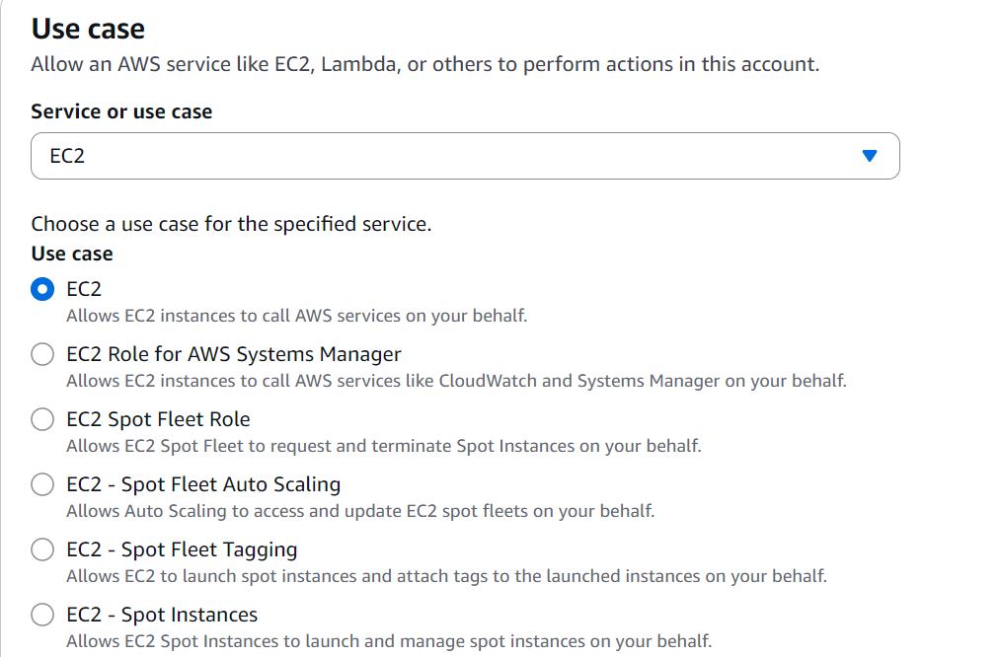 Use case
Allow an AWS service like EC2, Lambda, or others to perform actions in this account.
Service or use case
EC2
Choose a use case for the specified service.
Use case
EC2
Allows EC2 instances to call AWS services on your behalf.
EC2 Role for AWS Systems Manager
Allows EC2 instances to call AWS services like CloudWatch and Systems Manager on your behalf.
EC2 Spot Fleet Role
Allows EC2 Spot Fleet to request and terminate Spot Instances on your behalf.
EC2 - Spot Fleet Auto Scaling
Allows Auto Scaling to access and update EC2 spot fleets on your behalf.
EC2 - Spot Fleet Tagging
Allows EC2 to launch spot instances and attach tags to the launched instances on your behalf.
EC2 - Spot Instances
Allows EC2 Spot Instances to launch and manage spot instances on your behalf.